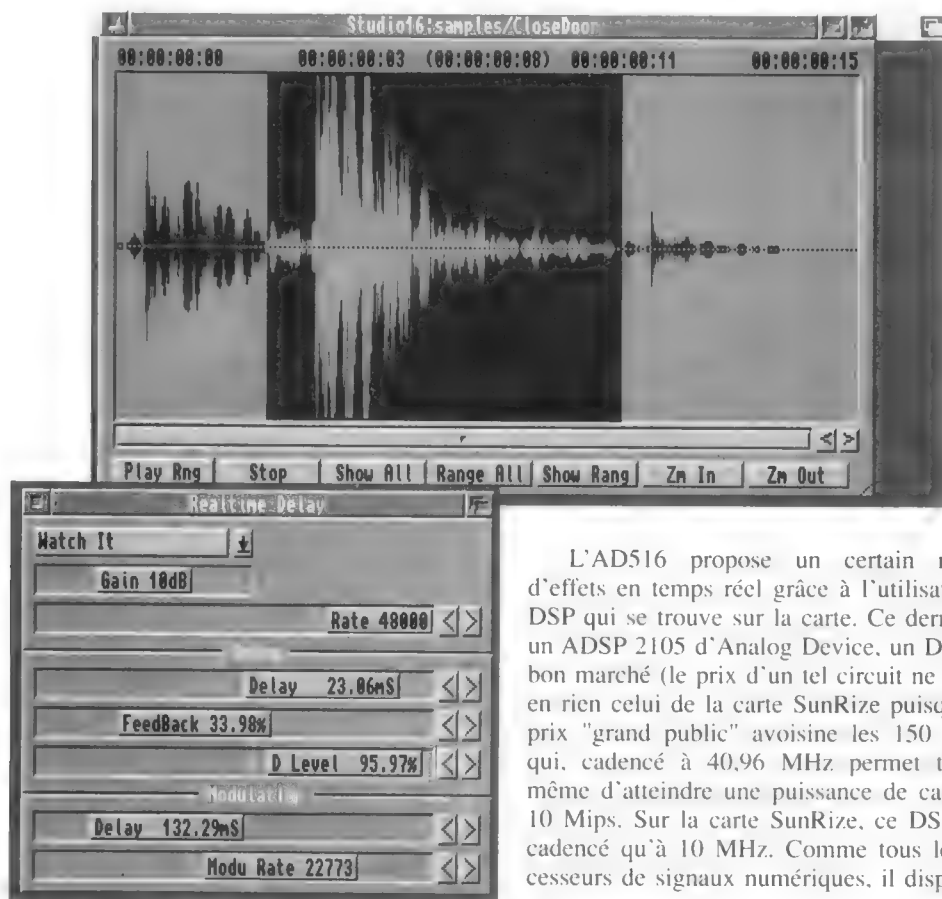 Studio16:samples/CloseDoor
00:00:00:00 00:00:00:03 (00:00:00:08) 00:00:00:11 00:00:00:15
Play Rng Stop Show All Range All Show Rang Zm In Zm Out
Realtime Delay
Watch It
Gain 10dB
Rate 48000
Delay 23.06mS
FeedBack 33.98%
D Level 95.97%
Modulation
Delay 132.29mS
Modu Rate 22773
L'AD516 propose un certain
d'effets en temps réel grâce à l'utilisat
DSP qui se trouve sur la carte. Ce dern
un ADSP 2105 d'Analog Device, un D
bon marché (le prix d'un tel circuit ne
en rien celui de la carte SunRize puisq
prix "grand public" avoisine les 150
qui, cadencé à 40,96 MHz permet t
même d'atteindre une puissance de ca
10 Mips. Sur la carte SunRize, ce DS
cadencé qu'à 10 MHz. Comme tous le
cesseurs de signaux numériques, il disp